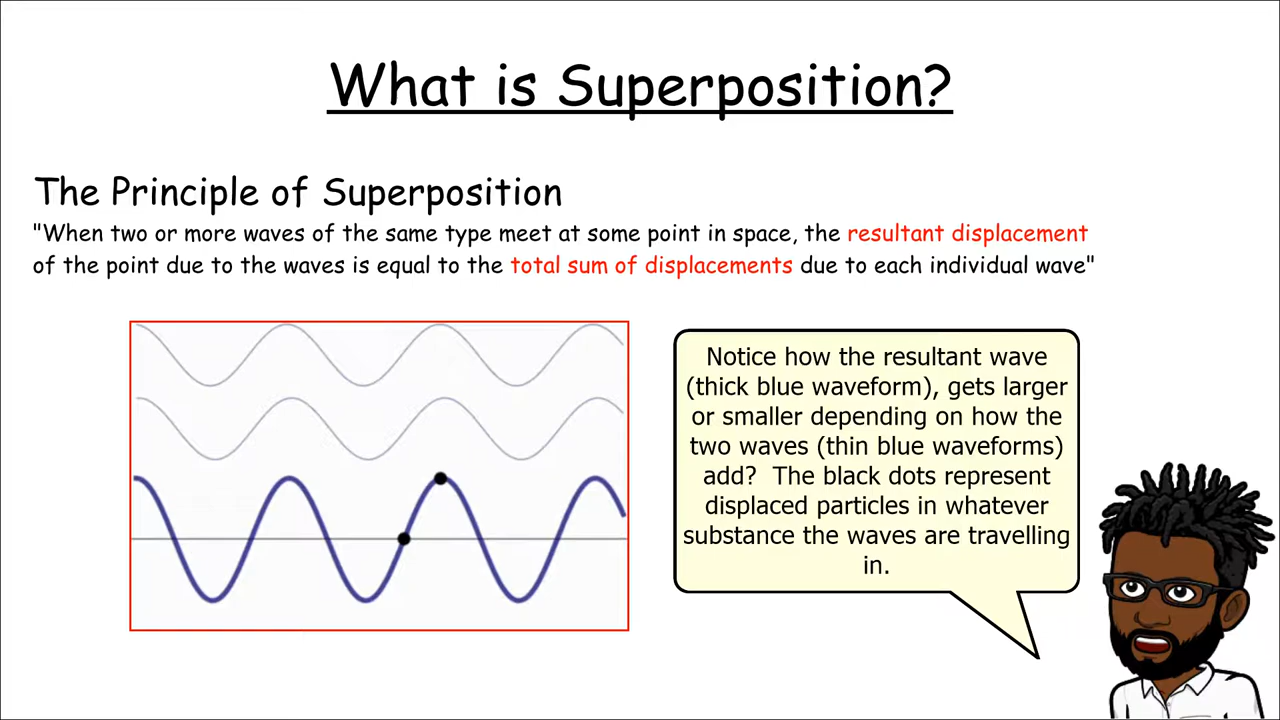 What is Superposition?
The Principle of Superposition
"When two or more waves of the same type meet at some point in space, the resultant displacement
of the point due to the waves is equal to the total sum of displacements due to each individual wave"
Notice how the resultant wave
(thick blue waveform), gets larger
or smaller depending on how the
two waves (thin blue waveforms)
add?  The black dots represent
displaced particles in whatever
substance the waves are travelling
in.